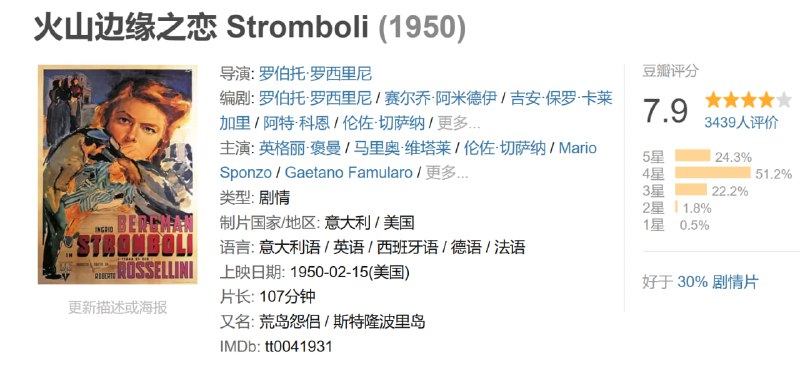 火山边缘之恋 Stromboli (1950)
INGRID
BERGMAN
IN
STROMBOLI
ROBERTO
ROSSELLINI
更新描述或海报
导演: 罗伯托·罗西里尼
编剧: 罗伯托·罗西里尼 / 赛尔乔·阿米德伊 / 吉安·保罗·卡莱
加里 / 阿特·科恩 / 伦佐·切萨纳 / 更多...
主演: 英格丽·褒曼 / 马里奥·维塔莱 / 伦佐·切萨纳 / Mario
Sponzo / Gaetano Famularo / 更多...
类型: 剧情
制片国家/地区: 意大利 / 美国
语言: 意大利语 / 英语 / 西班牙语 / 德语 / 法语
上映日期: 1950-02-15(美国)
片长: 107分钟
又名: 荒岛怨侣 / 斯特隆波里岛
IMDb: tt0041931
豆瓣评分
7.9
3439人评价
5星 24.3%
4星 51.2%
3星 22.2%
2星 1.8%
1星 0.5%
好于 30% 剧情片